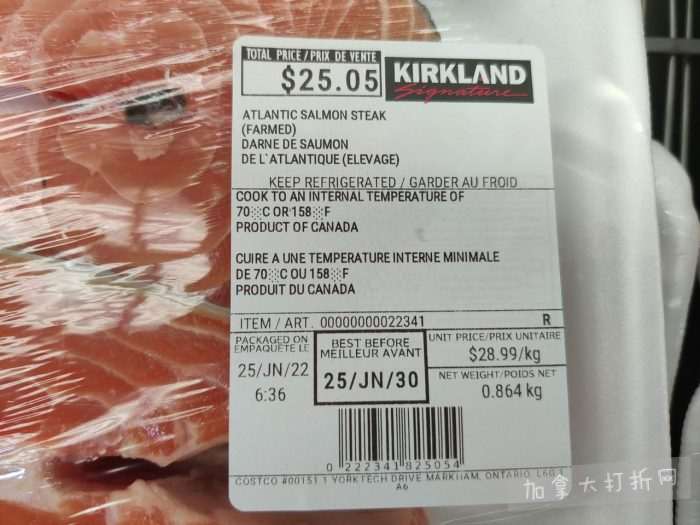 TOTAL PRICE / PRIX DE VENTE
$25.05
KIRKLAND
Signature
ATLANTIC SALMON STEAK
(FARMED)
DARNE DE SAUMON
DE L'ATLANTIQUE (ELEVAGE)
KEEP REFRIGERATED / GARDER AU FROID
COOK TO AN INTERNAL TEMPERATURE OF
70░C OR 158░F
PRODUCT OF CANADA
CUIRE A UNE TEMPERATURE INTERNE MINIMALE
DE 70░C OU 158░F
PRODUIT DU CANADA
ITEM / ART. 00000000022341 R
PACKAGED ON
EMPAQUETÉ LE
25/JN/22
6:36
BEST BEFORE
MEILLEUR AVANT
25/JN/30
UNIT PRICE/PRIX UNITAIRE
$28.99/kg
NET WEIGHT/POIDS NET
0.864 kg
0 222341 825054
COSTCO #00151 1 YORKTECH DRIVE MARKHAM, ONTARIO,
A6
加拿大打折网